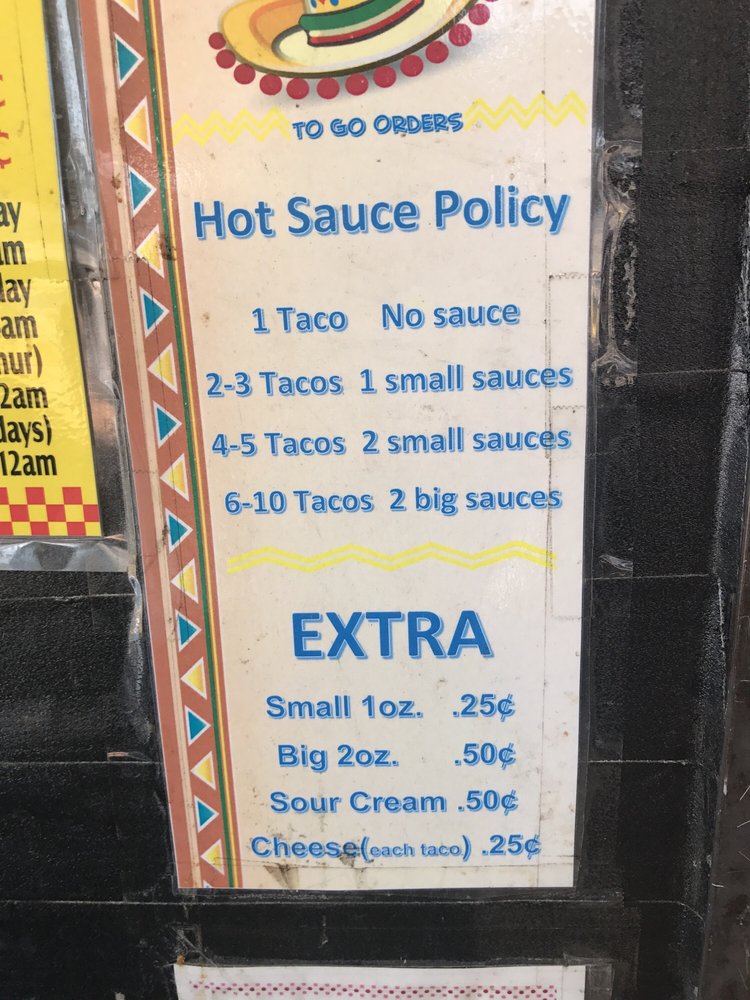 TO GO ORDERS
Hot Sauce Policy
1 Taco No sauce
2-3 Tacos 1 small sauces
4-5 Tacos 2 small sauces
6-10 Tacos 2 big sauces
EXTRA
Small 1oz. .25¢
Big 2oz. .50¢
Sour Cream .50¢
Cheese(each taco) .25¢
12am